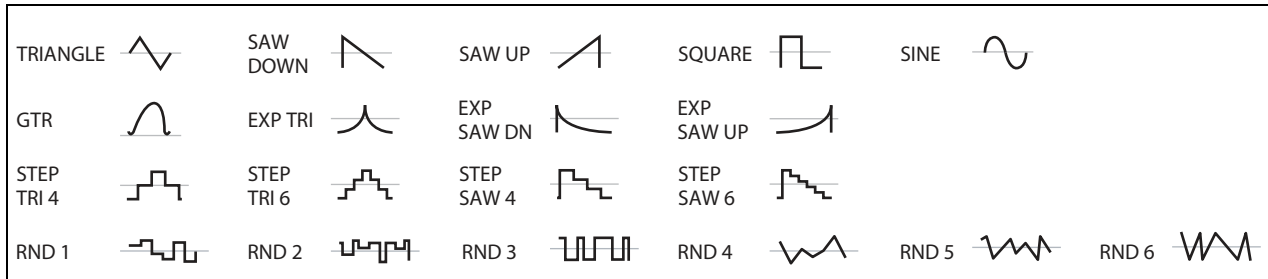 TRIANGLE
SAW
DOWN
SAW UP
SQUARE
SINE
GTR
EXP TRI
EXP
SAW DN
EXP
SAW UP
STEP
TRI 4
STEP
TRI 6
STEP
SAW 4
STEP
SAW 6
RND 1
RND 2
RND 3
RND 4
RND 5
RND 6